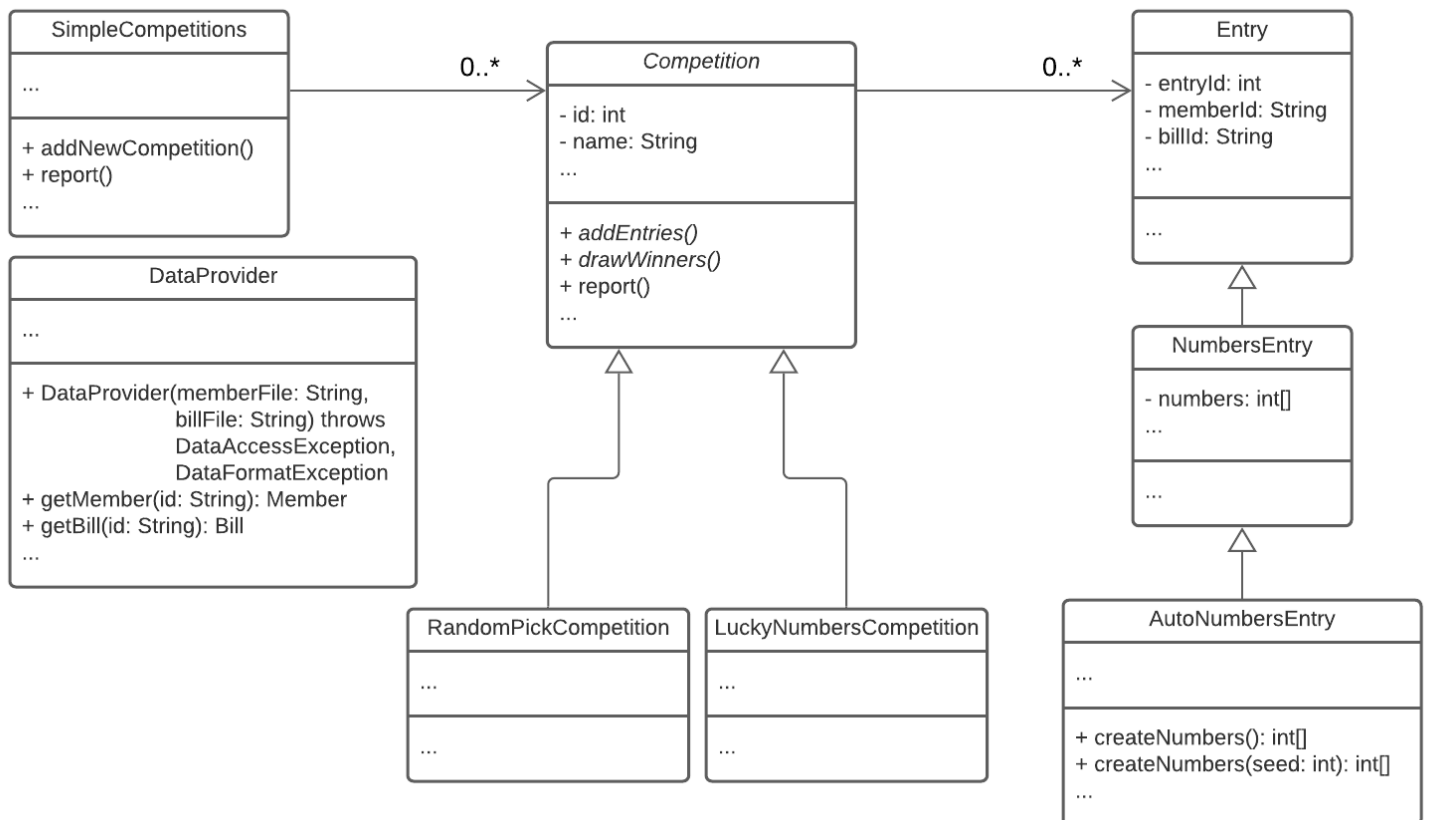 SimpleCompetitions
...
+ addNewCompetition()
+ report()
...
0..*
Competition
- id: int
- name: String
...
+ addEntries()
+ drawWinners()
+ report()
...
0..*
Entry
- entryId: int
- memberId: String
- billId: String
...
...
DataProvider
...
+ DataProvider(memberFile: String,
billFile: String) throws
DataAccessException,
DataFormatException
+ getMember(id: String): Member
+ getBill(id: String): Bill
...
NumbersEntry
- numbers: int[]
...
...
RandomPickCompetition
...
...
LuckyNumbersCompetition
...
...
AutoNumbersEntry
...
+ createNumbers(): int[]
+ createNumbers(seed: int): int[]
...